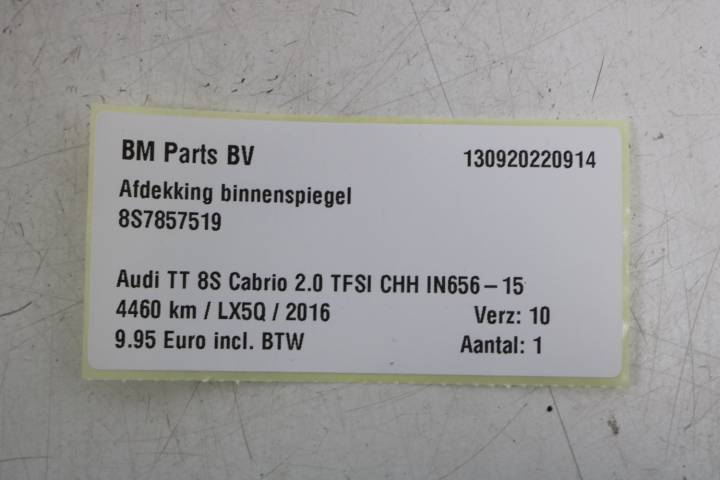 BM Parts BV 130920220914
Afdekking binnenspiegel
8S7857519
Audi TT 8S Cabrio 2.0 TFSI CHH IN656-15
4460 km / LX5Q / 2016 Verz: 10
9.95 Euro incl. BTW Aantal: 1